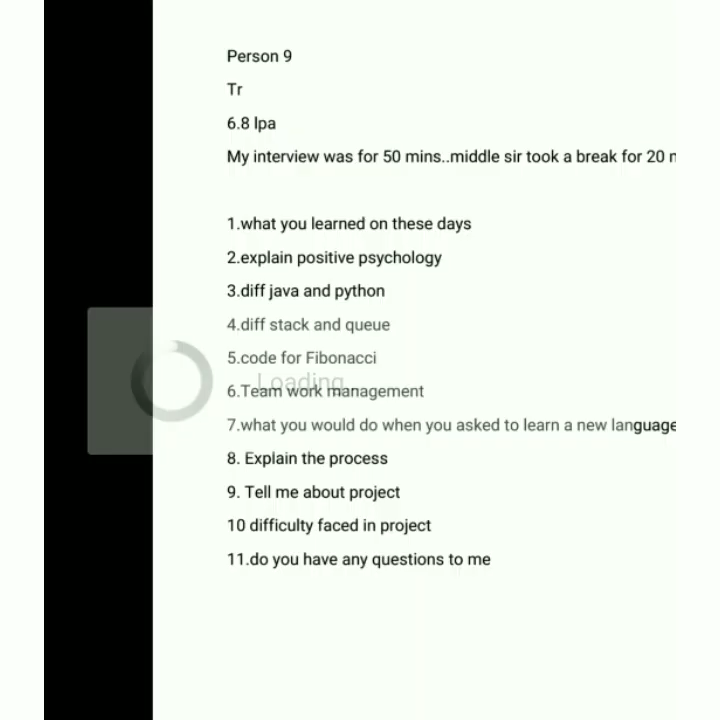 Person 9
Tr
6.8 lpa
My interview was for 50 mins..middle sir took a break for 20
1.what you learned on these days
2.explain positive psychology
3.diff java and python
4.diff stack and queue
5.code for Fibonacci
Loading
6.Team work management
7.what you would do when you asked to learn a new language
8. Explain the process
9. Tell me about project
10 difficulty faced in project
11.do you have any questions to me